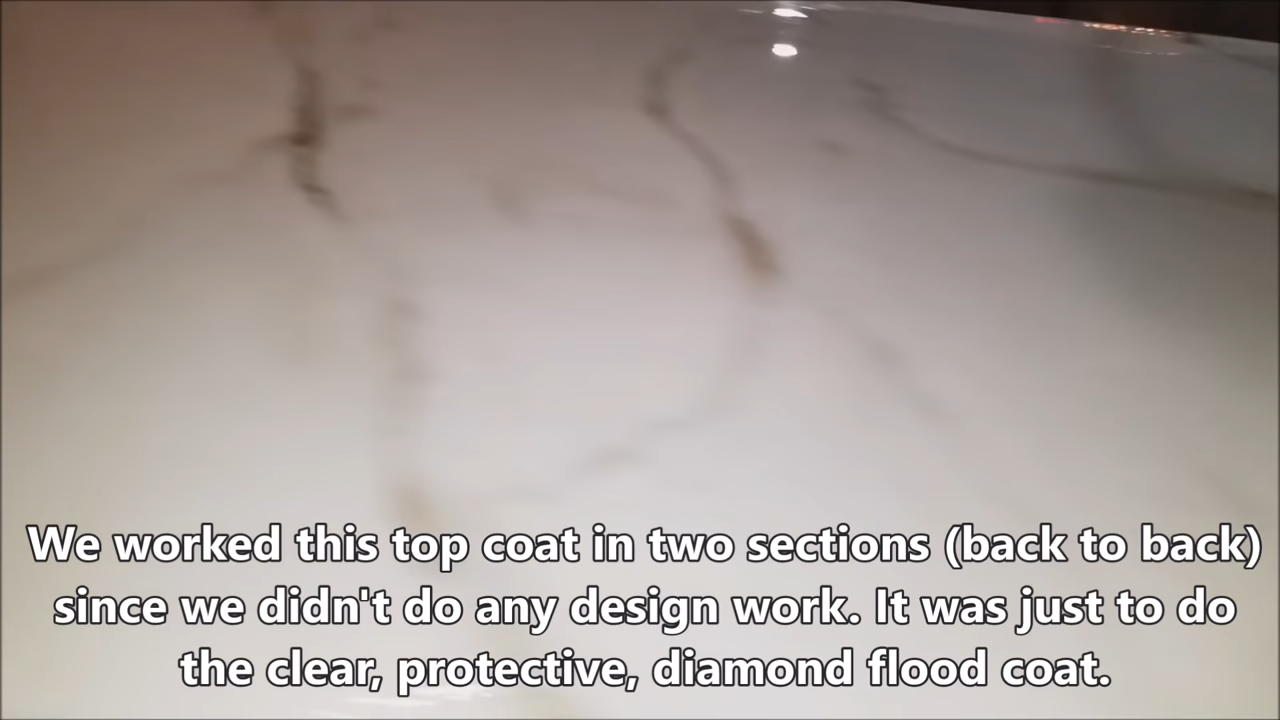 We worked this top coat in two sections (back to back)
since we didn't do any design work. It was just to do
the clear, protective, diamond flood coat.